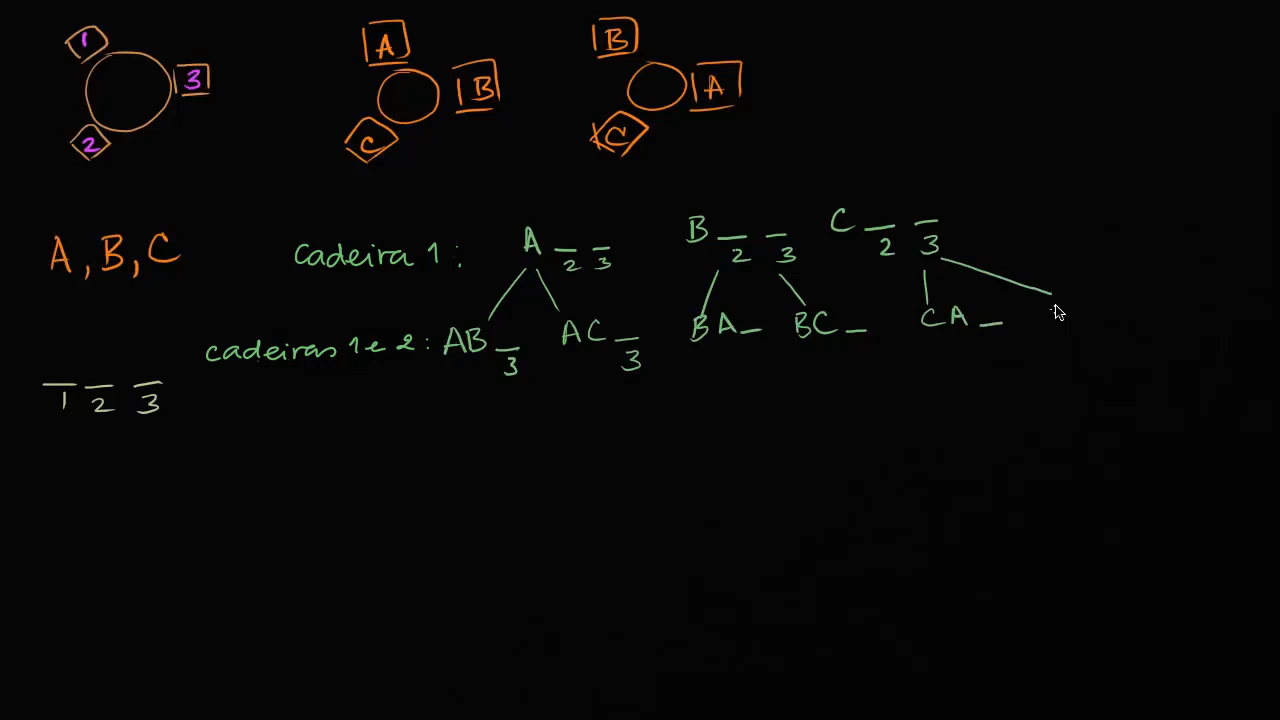 1 3 2
A B C
B A C
A, B, C
cadeira 1: A _ _ B _ _ C _ _
2 3 2 3 2 3
cadeiras 1 e 2: AB _ AC _ BA _ BC _ CA _
3 3
_ _ _
1 2 3